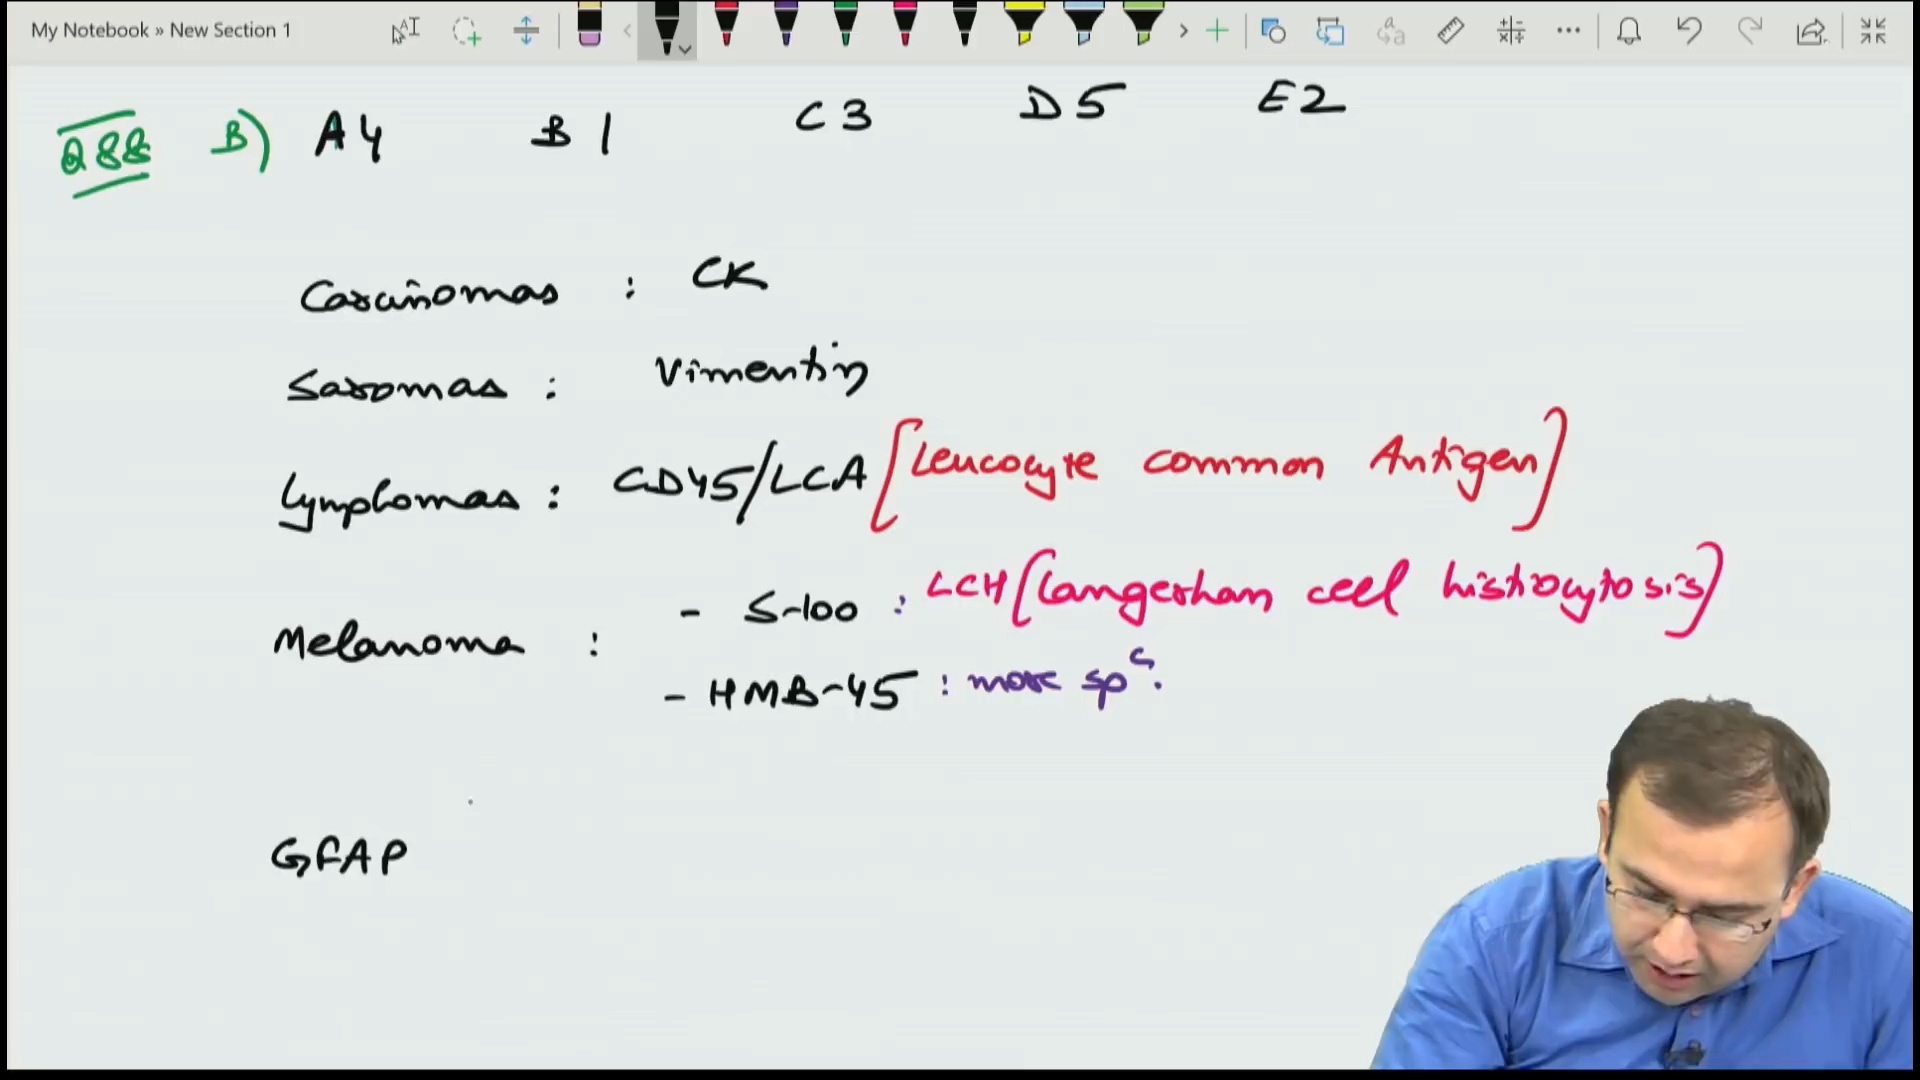 My Notebook » New Section 1
Q88 B) A4 B1 C3 D5 E2
Carcinomas : CK
Sarcomas : Vimentin
Lymphomas : CD45/LCA [Leucocyte common Antigen]
Melanoma : - S-100 : LCH [Langerhan cell histiocytosis]
- HMB-45 : more spc.
GFAP